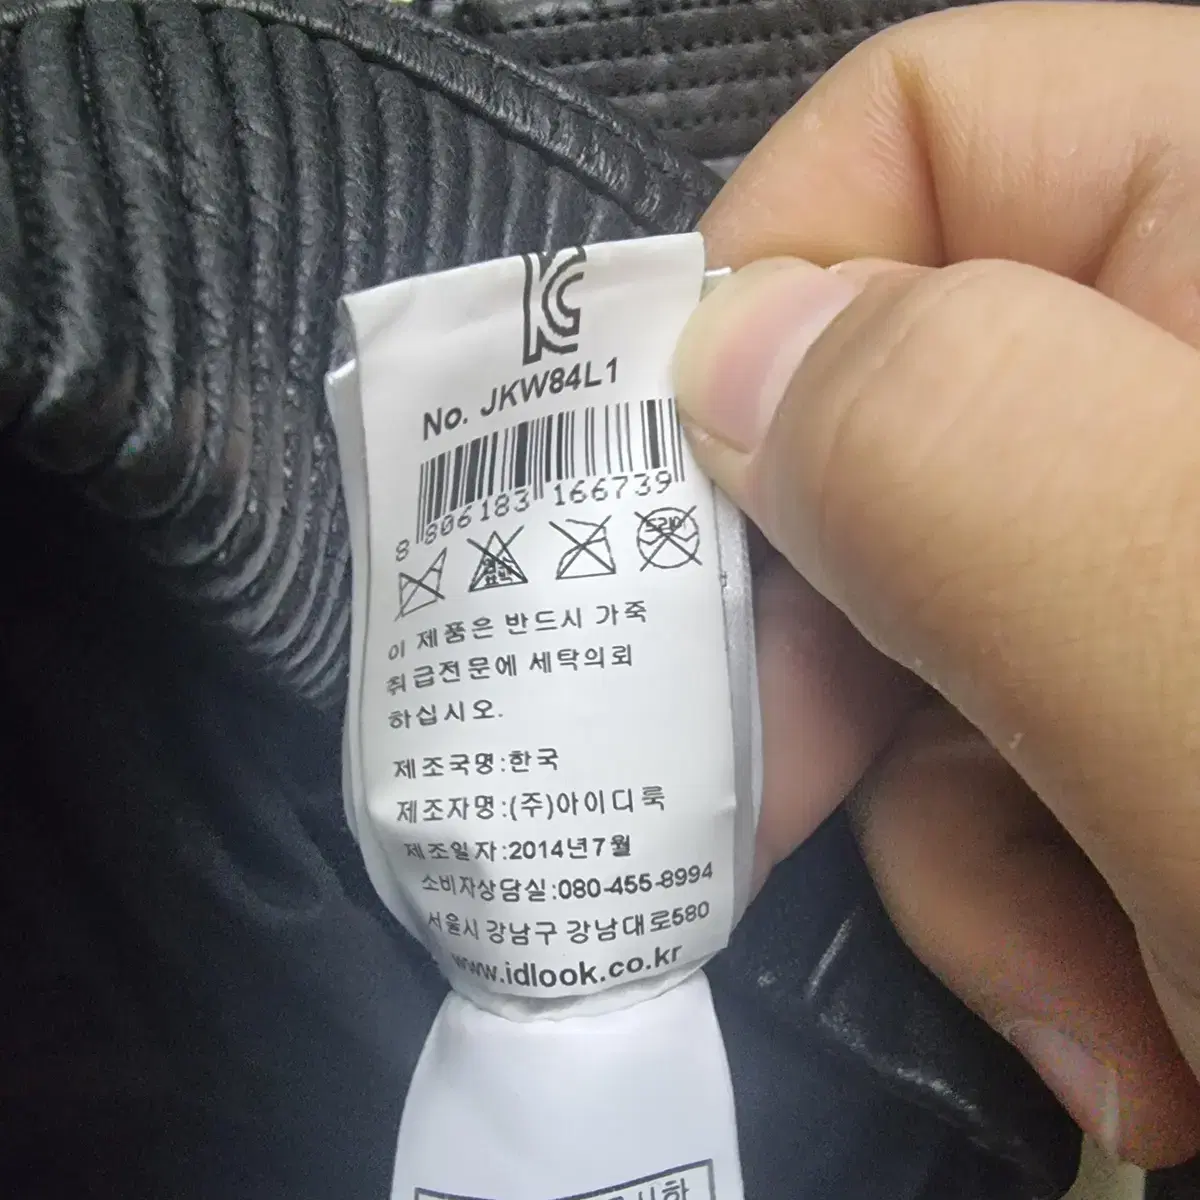 KC
No. JKW84L1
8 806183 166739
드라이
이 제품은 반드시 가죽
취급전문에 세탁의뢰
하십시오.
제조국명:한국
제조자명:(주)아이디룩
제조일자:2014년7월
소비자상담실:080-455-8994
서울시 강남구 강남대로580
www.idlook.co.kr